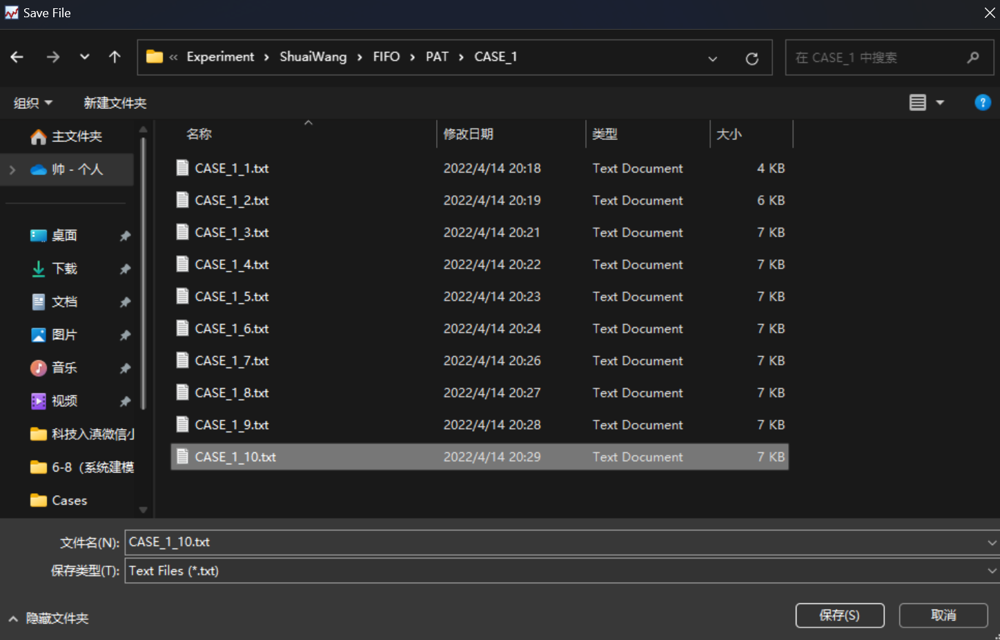 Save File
« Experiment › ShuaiWang › FIFO › PAT › CASE_1
在 CASE_1 中搜索
组织
新建文件夹
?
主文件夹
帅 - 个人
桌面
下载
文档
图片
音乐
视频
科技入滇微信小
6-8（系统建模
Cases
名称 修改日期 类型 大小
CASE_1_1.txt 2022/4/14 20:18 Text Document 4 KB
CASE_1_2.txt 2022/4/14 20:19 Text Document 6 KB
CASE_1_3.txt 2022/4/14 20:21 Text Document 7 KB
CASE_1_4.txt 2022/4/14 20:22 Text Document 7 KB
CASE_1_5.txt 2022/4/14 20:23 Text Document 7 KB
CASE_1_6.txt 2022/4/14 20:24 Text Document 7 KB
CASE_1_7.txt 2022/4/14 20:26 Text Document 7 KB
CASE_1_8.txt 2022/4/14 20:27 Text Document 7 KB
CASE_1_9.txt 2022/4/14 20:28 Text Document 7 KB
CASE_1_10.txt 2022/4/14 20:29 Text Document 7 KB
文件名(N): CASE_1_10.txt
保存类型(T): Text Files (*.txt)
隐藏文件夹
保存(S)
取消